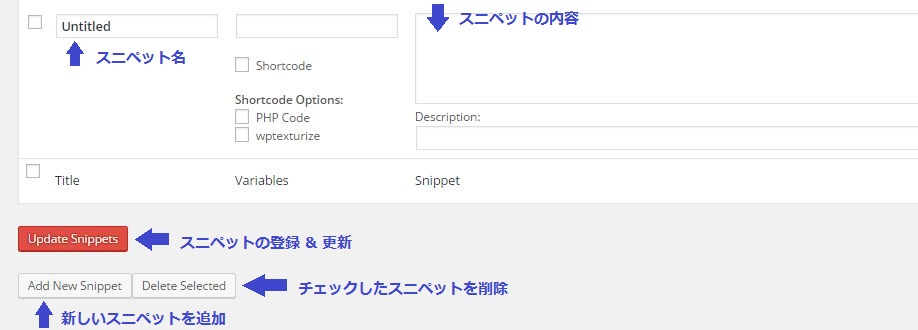 スニペットの内容
Untitled
スニペット名
Shortcode
Shortcode Options:
PHP Code
wptexturize
Description:
Title Variables Snippet
Update Snippets スニペットの登録 & 更新
Add New Snippet Delete Selected チェックしたスニペットを削除
新しいスニペットを追加